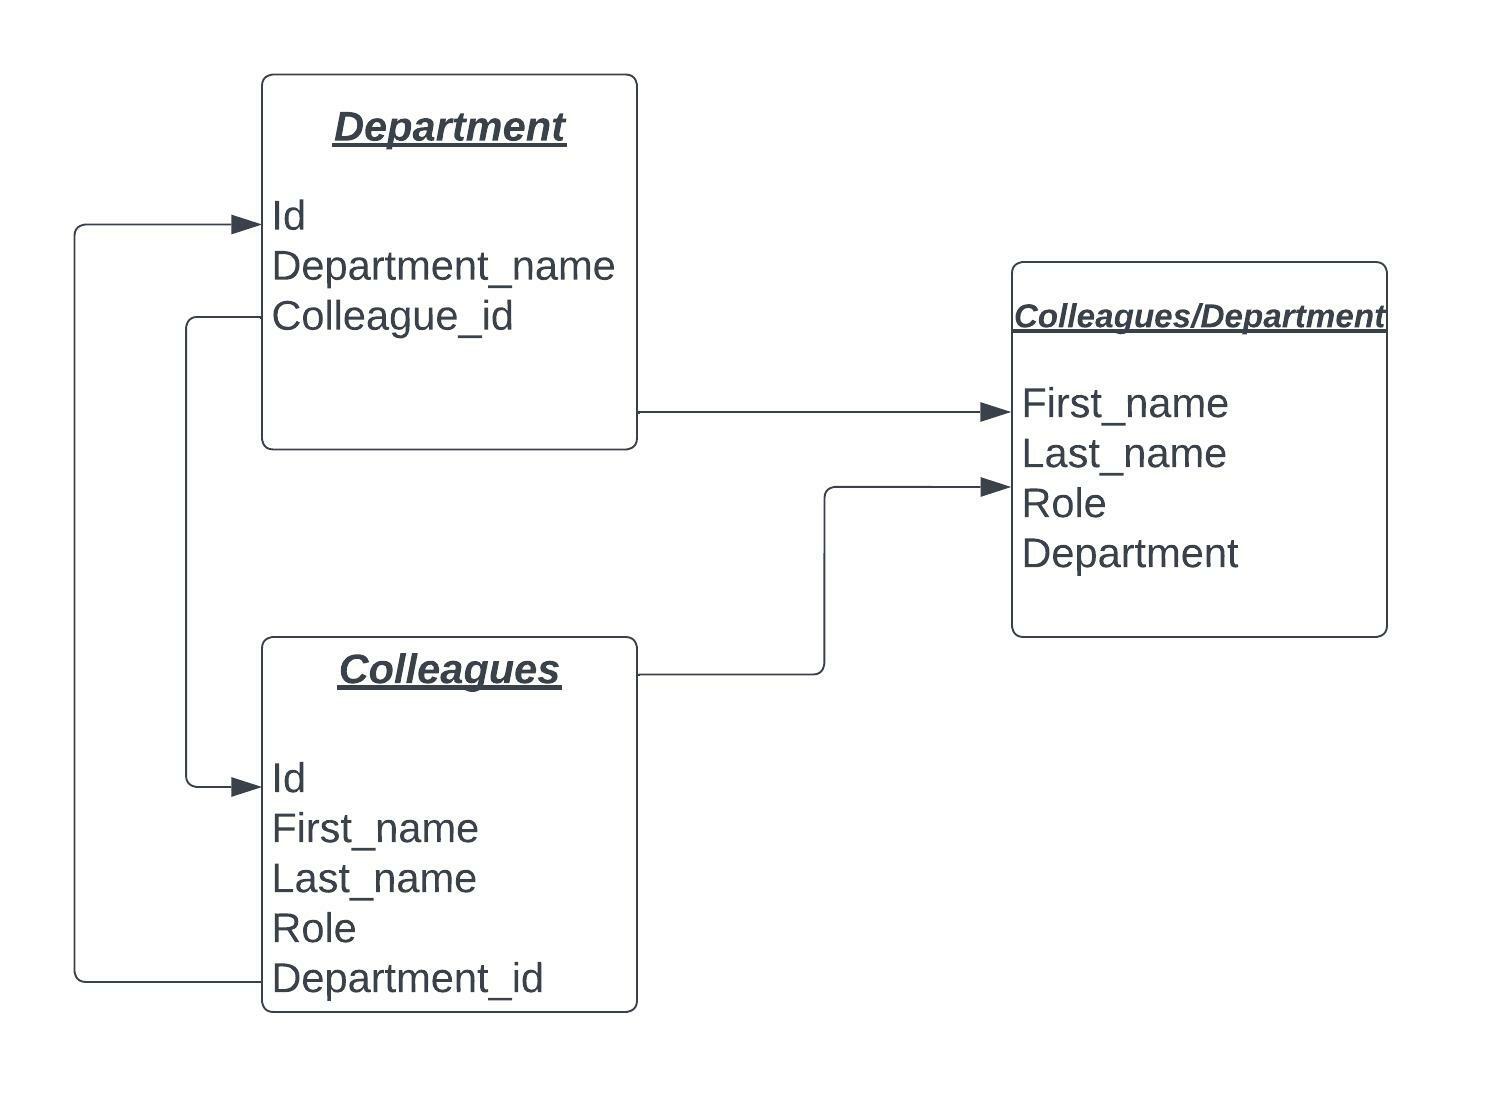 Department
Id
Department_name
Colleague_id
Colleagues/Department
First_name
Last_name
Role
Department
Colleagues
Id
First_name
Last_name
Role
Department_id